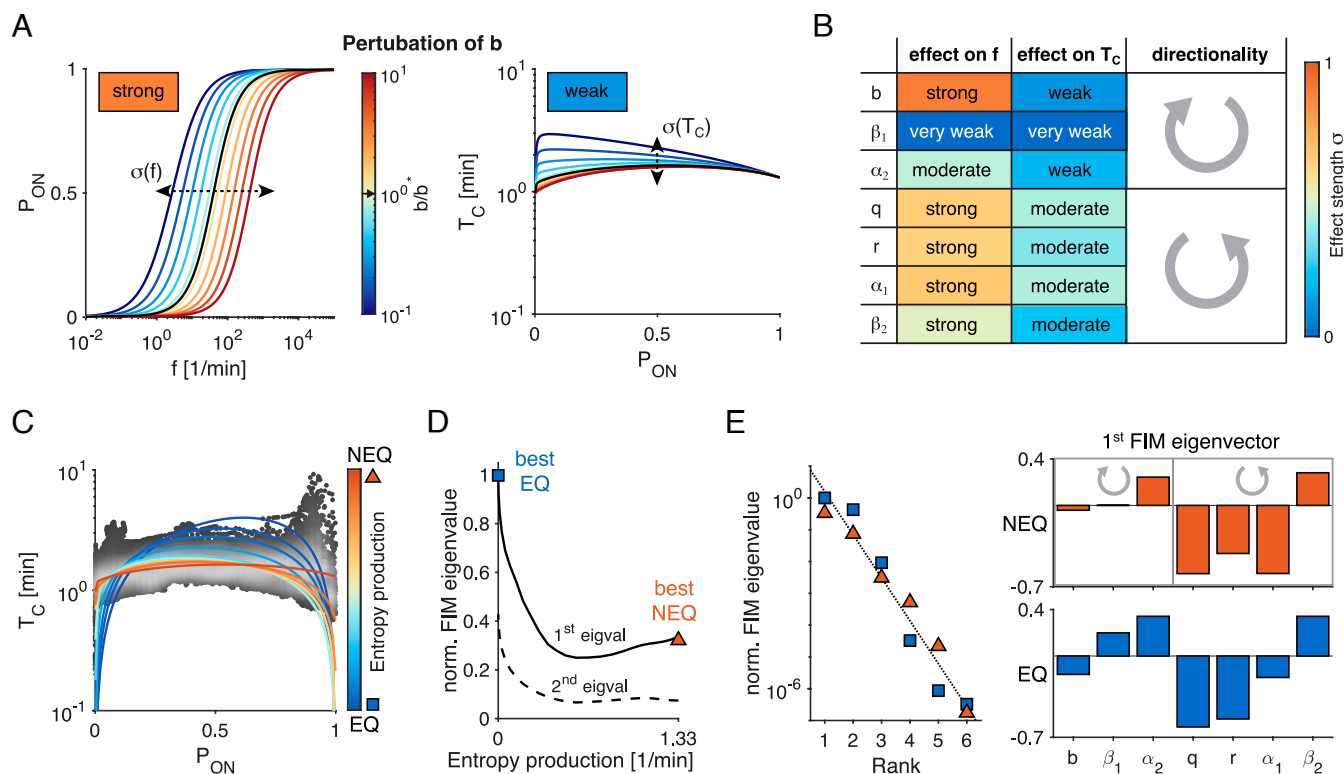 A
Pertubation of b
strong
σ(f)
1
0.5
0
P_ON
10^-2
10^0
10^2
10^4
f [1/min]
10^1
10^0
10^-1
b/b*
weak
σ(T_C)
10^1
10^0
10^-1
T_C [min]
0
0.5
1
P_ON
B
effect on f effect on T_C directionality
b strong weak
β_1 very weak very weak
α_2 moderate weak
q strong moderate
r strong moderate
α_1 strong moderate
β_2 strong moderate
1
0
Effect strength σ
C
10^1
10^0
10^-1
T_C [min]
0
0.5
1
P_ON
NEQ
Entropy production
EQ
D
norm. FIM eigenvalue
1
0.8
0.6
0.4
0.2
0
best
EQ
best
NEQ
1^st eigval
2^nd eigval
0
1.33
Entropy production [1/min]
E
norm. FIM eigenvalue
10^0
10^-6
1 2 3 4 5 6
Rank
1^st FIM eigenvector
0.4
NEQ
-0.7
0.4
EQ
-0.7
b β_1 α_2 q r α_1 β_2